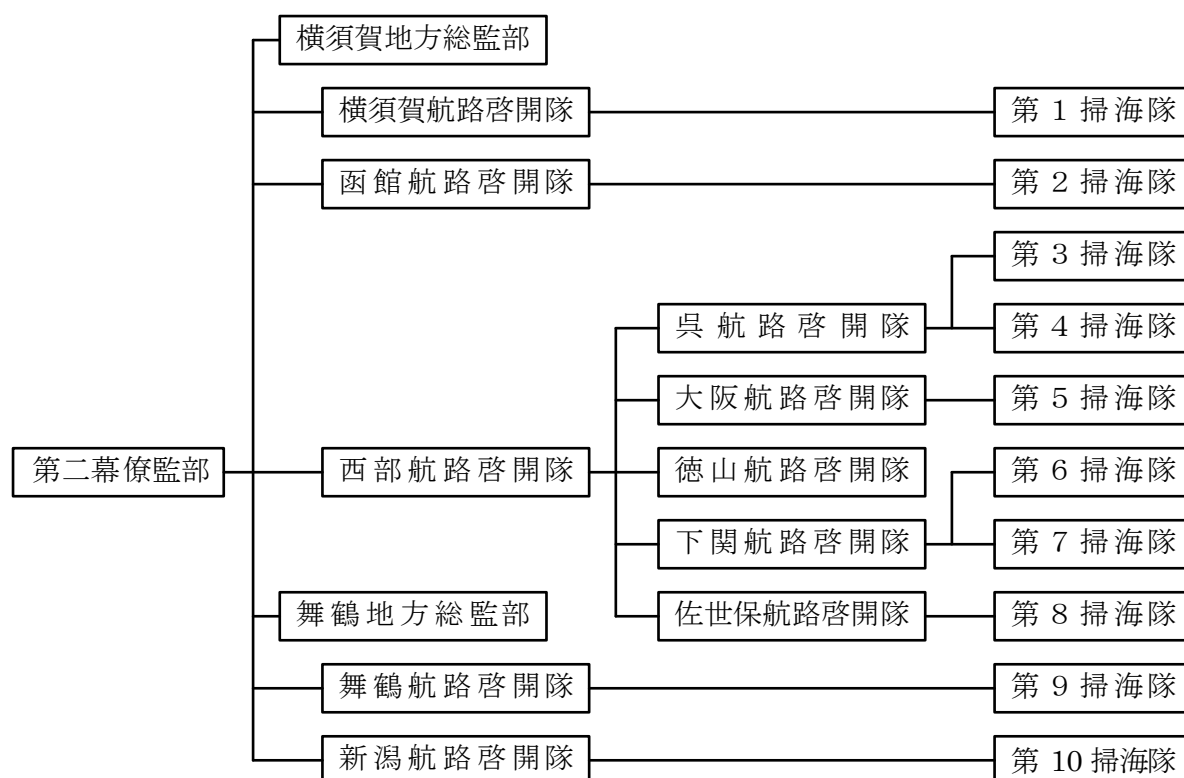 横須賀地方総監部
横須賀航路啓開隊
第1掃海隊
函館航路啓開隊
第2掃海隊
第3掃海隊
呉航路啓開隊
第4掃海隊
大阪航路啓開隊
第5掃海隊
第二幕僚監部
西部航路啓開隊
徳山航路啓開隊
第6掃海隊
下関航路啓開隊
第7掃海隊
舞鶴地方総監部
佐世保航路啓開隊
第8掃海隊
舞鶴航路啓開隊
第9掃海隊
新潟航路啓開隊
第10掃海隊